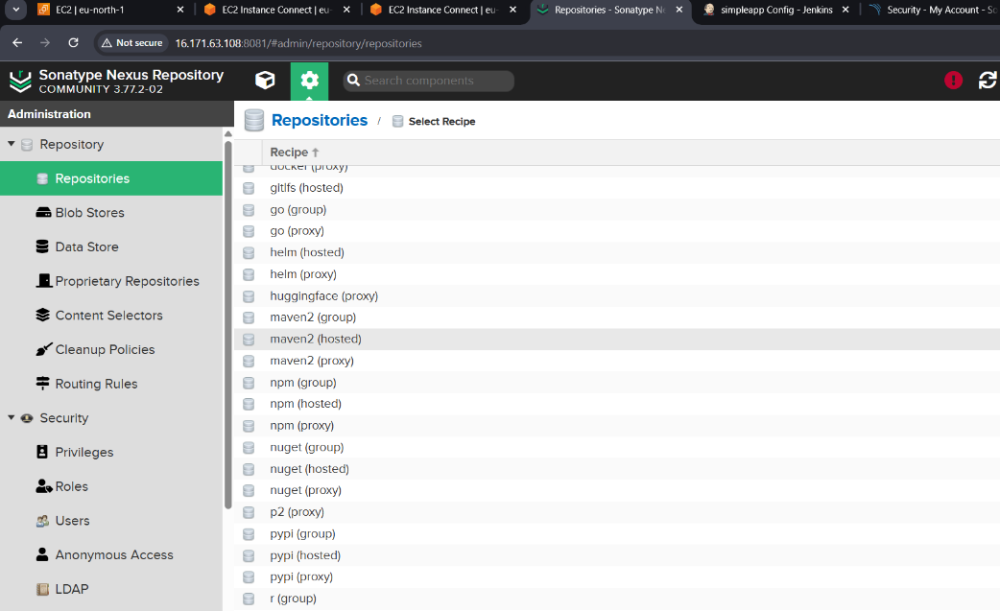 EC2 | eu-north-1
EC2 Instance Connect | eu-
EC2 Instance Connect | eu-
Repositories - Sonatype Ne
simpleapp Config - Jenkins
Security - My Account - So
Not secure
16.171.63.108:8081/#admin/repository/repositories
Sonatype Nexus Repository
COMMUNITY 3.77.2-02
Search components
Administration
Repositories / Select Recipe
Repository
Repositories
Blob Stores
Data Store
Proprietary Repositories
Content Selectors
Cleanup Policies
Routing Rules
Security
Privileges
Roles
Users
Anonymous Access
LDAP
Recipe
docker (proxy)
gitlfs (hosted)
go (group)
go (proxy)
helm (hosted)
helm (proxy)
huggingface (proxy)
maven2 (group)
maven2 (hosted)
maven2 (proxy)
npm (group)
npm (hosted)
npm (proxy)
nuget (group)
nuget (hosted)
nuget (proxy)
p2 (proxy)
pypi (group)
pypi (hosted)
pypi (proxy)
r (group)